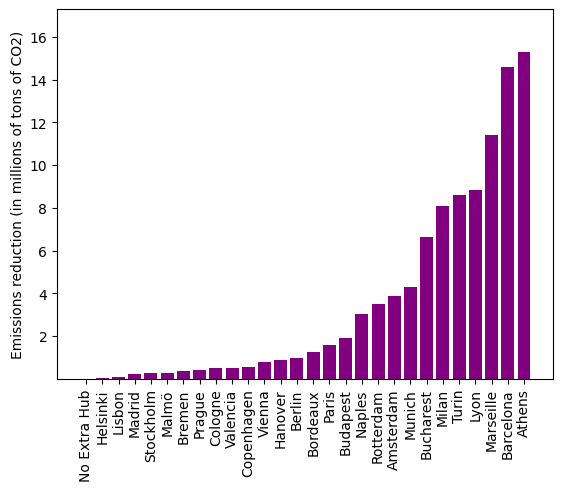 Emissions reduction (in millions of tons of CO2)
16
14
12
10
8
6
4
2
No Extra Hub
Helsinki
Lisbon
Madrid
Stockholm
Malmö
Bremen
Prague
Cologne
Valencia
Copenhagen
Vienna
Hanover
Berlin
Bordeaux
Paris
Budapest
Naples
Rotterdam
Amsterdam
Munich
Bucharest
Milan
Turin
Lyon
Marseille
Barcelona
Athens